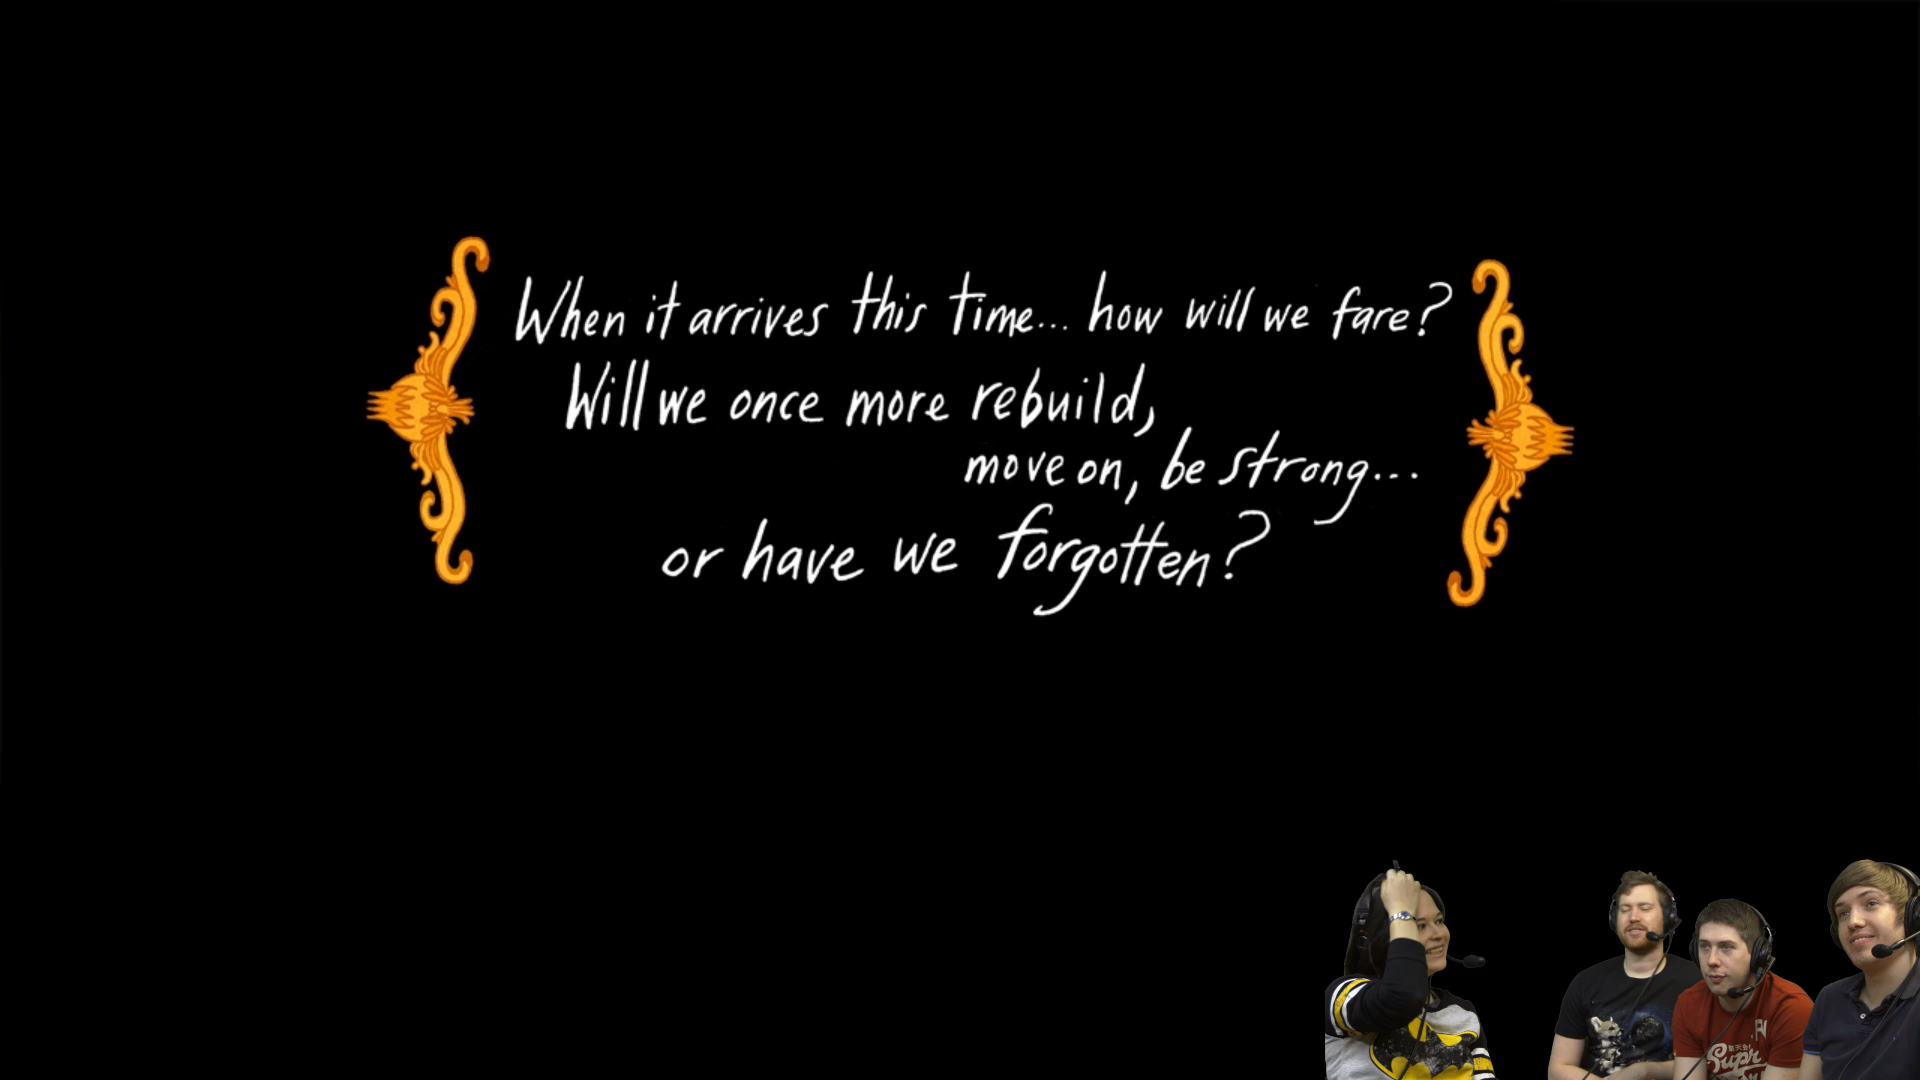 When it arrives this time... how will we fare?
Will we once more rebuild,
move on, be strong...
or have we forgotten?
Supr